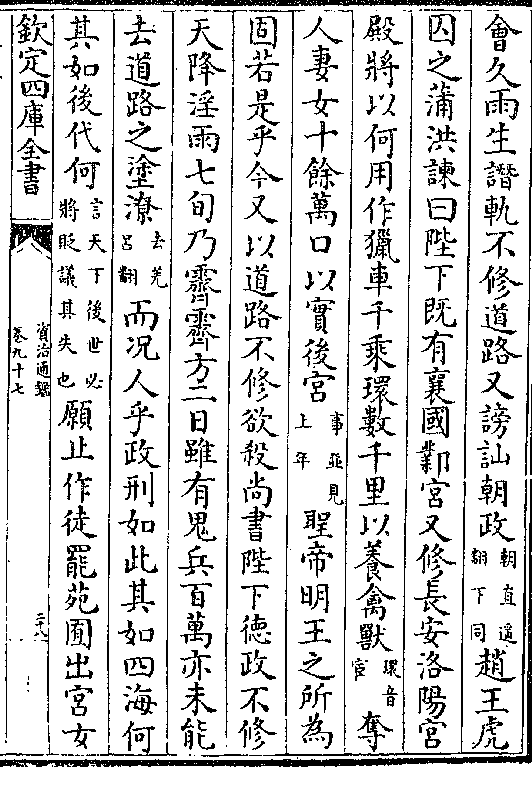 會久雨生譖軌不修道路又謗訕朝政朝直遥翻下同趙王虎
囚之蒲洪諫曰陛下既有襄國鄴宫又修長安洛陽宫
殿將以何用作獵車千乘環數千里以養禽獸環音宦奪
人妻女十餘萬口以實後宫事並見上年聖帝明王之所為
固若是乎今又以道路不修欲殺尚書陛下德政不修
天降淫雨七旬乃霽霽方二日雖有鬼兵百萬亦未能
去道路之塗潦去羌吕翻而况人乎政刑如此其如四海何
其如後代何言天下後世必將貶議其失也願止作徒罷苑囿出宫女
欽定四庫全書
資治通鑑
卷九十七